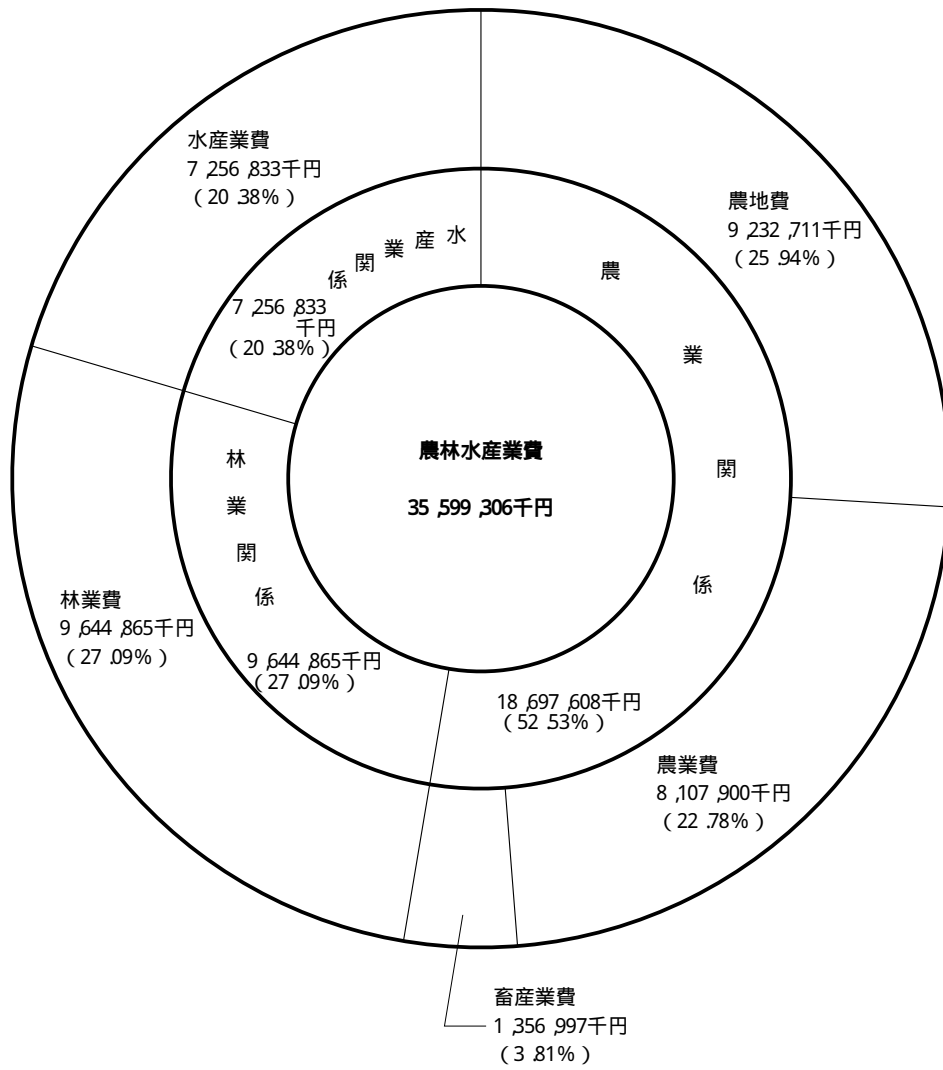 水産業費
7,256,833千円
(20.38%)
農地費
9,232,711千円
(25.94%)
水産業関係
7,256,833
千円
(20.38%)
農業関係
農林水産業費
35,599,306千円
林業関係
林業費
9,644,865千円
(27.09%)
9,644,865千円
(27.09%)
18,697,608千円
(52.53%)
農業費
8,107,900千円
(22.78%)
畜産業費
1,356,997千円
(3.81%)